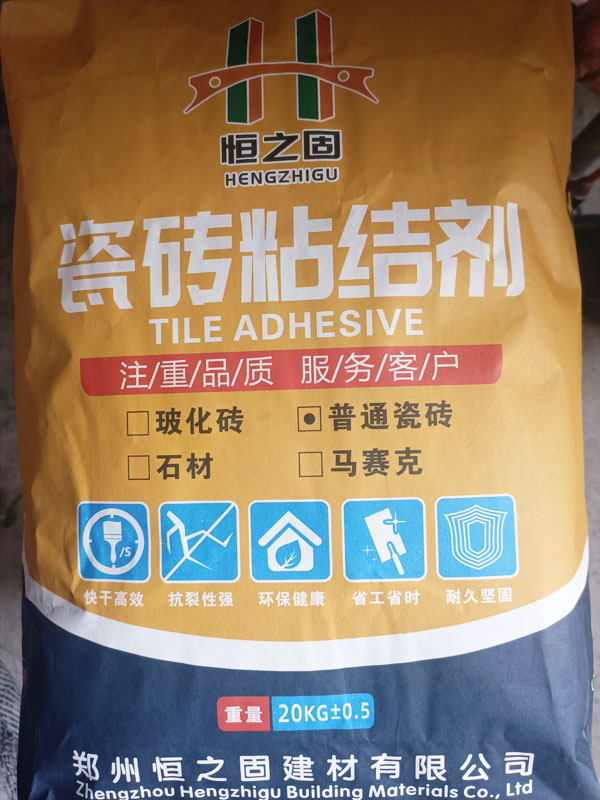 恒之固
HENGZHIGU
瓷砖粘结剂
TILE ADHESIVE
注/重/品/质 服/务/客/户
玻化砖 普通瓷砖
石材 马赛克
/S
快干高效 抗裂性强 环保健康 省工省时 耐久坚固
重量 20KG±0.5
郑州恒之固建材有限公司
Zhengzhou Hengzhigu Building Materials Co., Ltd